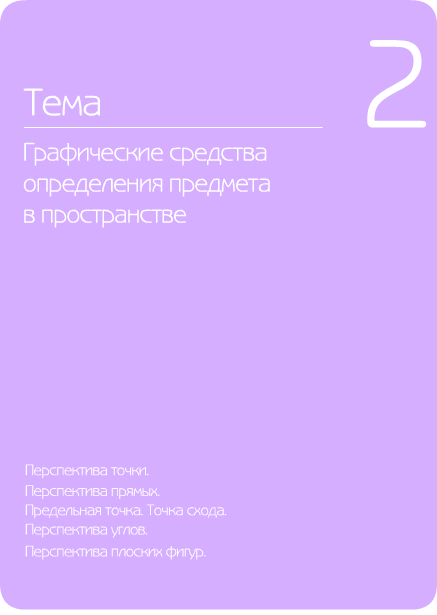 2
Тема
Графические средства
определения предмета
в пространстве
Перспектива точки.
Перспектива прямых.
Предельная точка. Точка схода.
Перспектива углов.
Перспектива плоских фигур.